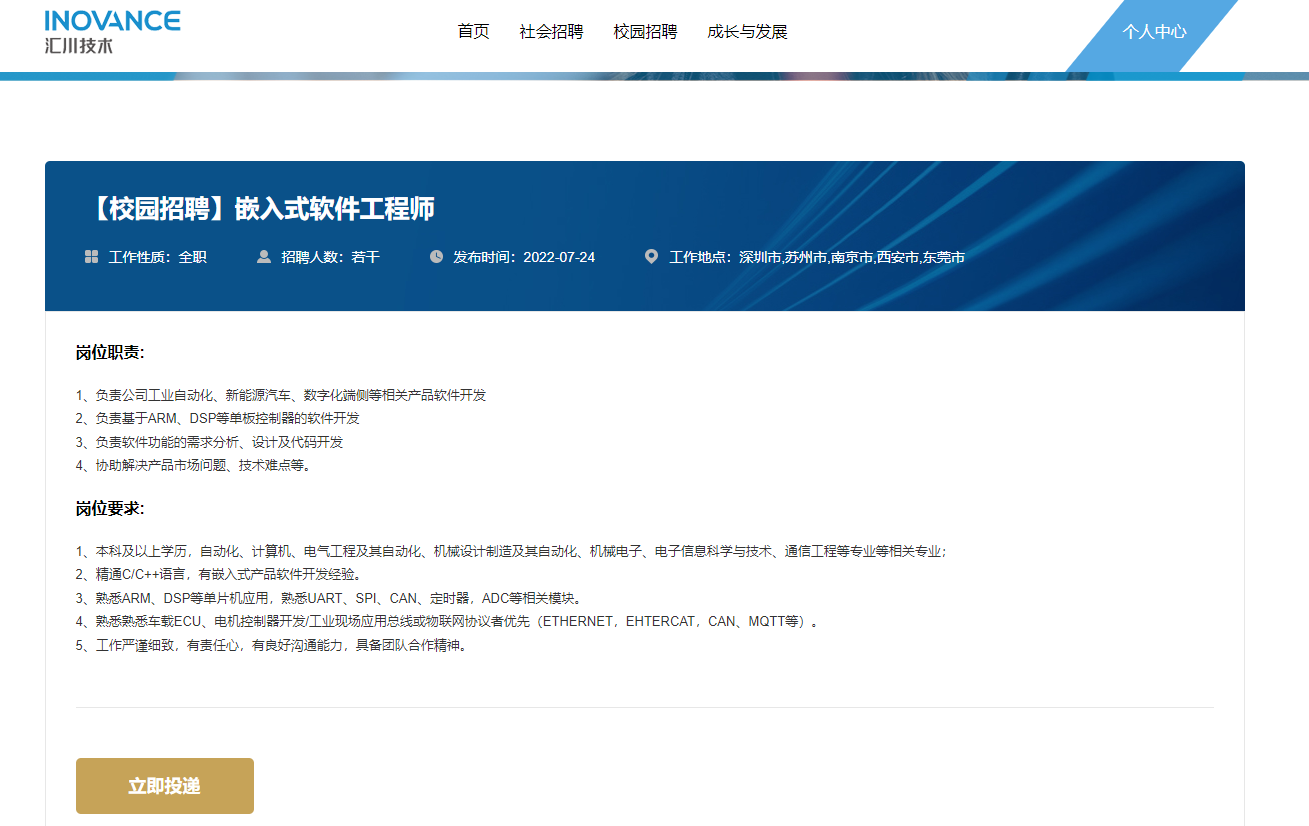 INOVANCE
汇川技术
首页 社会招聘 校园招聘 成长与发展 个人中心
【校园招聘】嵌入式软件工程师
工作性质：全职 招聘人数：若干 发布时间：2022-07-24 工作地点：深圳市,苏州市,南京市,西安市,东莞市
岗位职责:
1、负责公司工业自动化、新能源汽车、数字化端侧等相关产品软件开发
2、负责基于ARM、DSP等单板控制器的软件开发
3、负责软件功能的需求分析、设计及代码开发
4、协助解决产品市场问题、技术难点等。
岗位要求:
1、本科及以上学历，自动化、计算机、电气工程及其自动化、机械设计制造及其自动化、机械电子、电子信息科学与技术、通信工程等专业等相关专业；
2、精通C/C++语言，有嵌入式产品软件开发经验。
3、熟悉ARM、DSP等单片机应用，熟悉UART、SPI、CAN、定时器，ADC等相关模块。
4、熟悉熟悉车载ECU、电机控制器开发/工业现场应用总线或物联网协议者优先（ETHERNET，EHTERCAT，CAN、MQTT等）。
5、工作严谨细致，有责任心，有良好沟通能力，具备团队合作精神。
立即投递